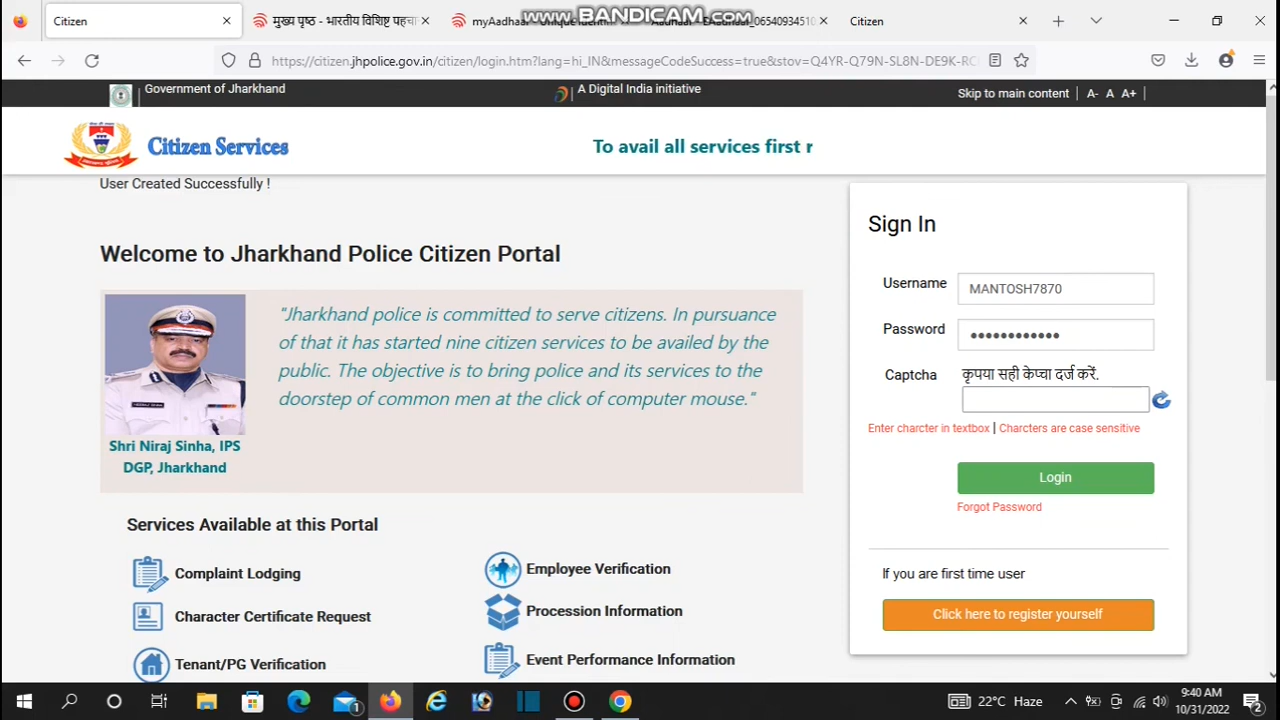 Citizen
मुख्य पृष्ठ - भारतीय विशिष्ट पहचा
Citizen
www.BANDICAM.com
https://citizen.jhpolice.gov.in/citizen/login.htm?lang=hi_IN&messageCodeSuccess=true&stov=Q4YR-Q79N-SL8N-DE9K-RC
Government of Jharkhand
A Digital India initiative
Skip to main content | A- A A+ |
Citizen Services
To avail all services first r
User Created Successfully !
Welcome to Jharkhand Police Citizen Portal
"Jharkhand police is committed to serve citizens. In pursuance
of that it has started nine citizen services to be availed by the
public. The objective is to bring police and its services to the
doorstep of common men at the click of computer mouse."
Shri Niraj Sinha, IPS
DGP, Jharkhand
Services Available at this Portal
Complaint Lodging
Employee Verification
Character Certificate Request
Procession Information
Tenant/PG Verification
Event Performance Information
Sign In
Username
MANTOSH7870
Password
Captcha
कृपया सही केप्चा दर्ज करें.
Enter charcter in textbox | Charcters are case sensitive
Login
Forgot Password
If you are first time user
Click here to register yourself
22°C Haze
9:40 AM
10/31/2022